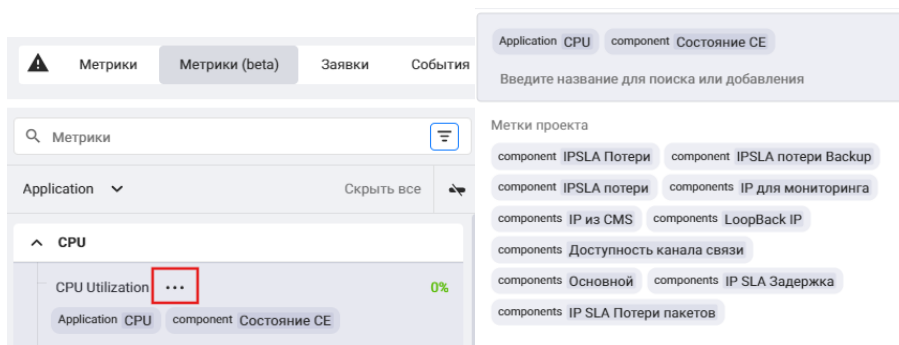 Метрики Метрики (beta) Заявки События
Метрики
Application Скрыть все
CPU
CPU Utilization ••• 0%
Application CPU component Состояние CE
Application CPU component Состояние CE
Введите название для поиска или добавления
Метки проекта
component IPSLA Потери component IPSLA потери Backup
component IPSLA потери components IP для мониторинга
components IP из CMS components LoopBack IP
components Доступность канала связи
components Основной components IP SLA Задержка
components IP SLA Потери пакетов